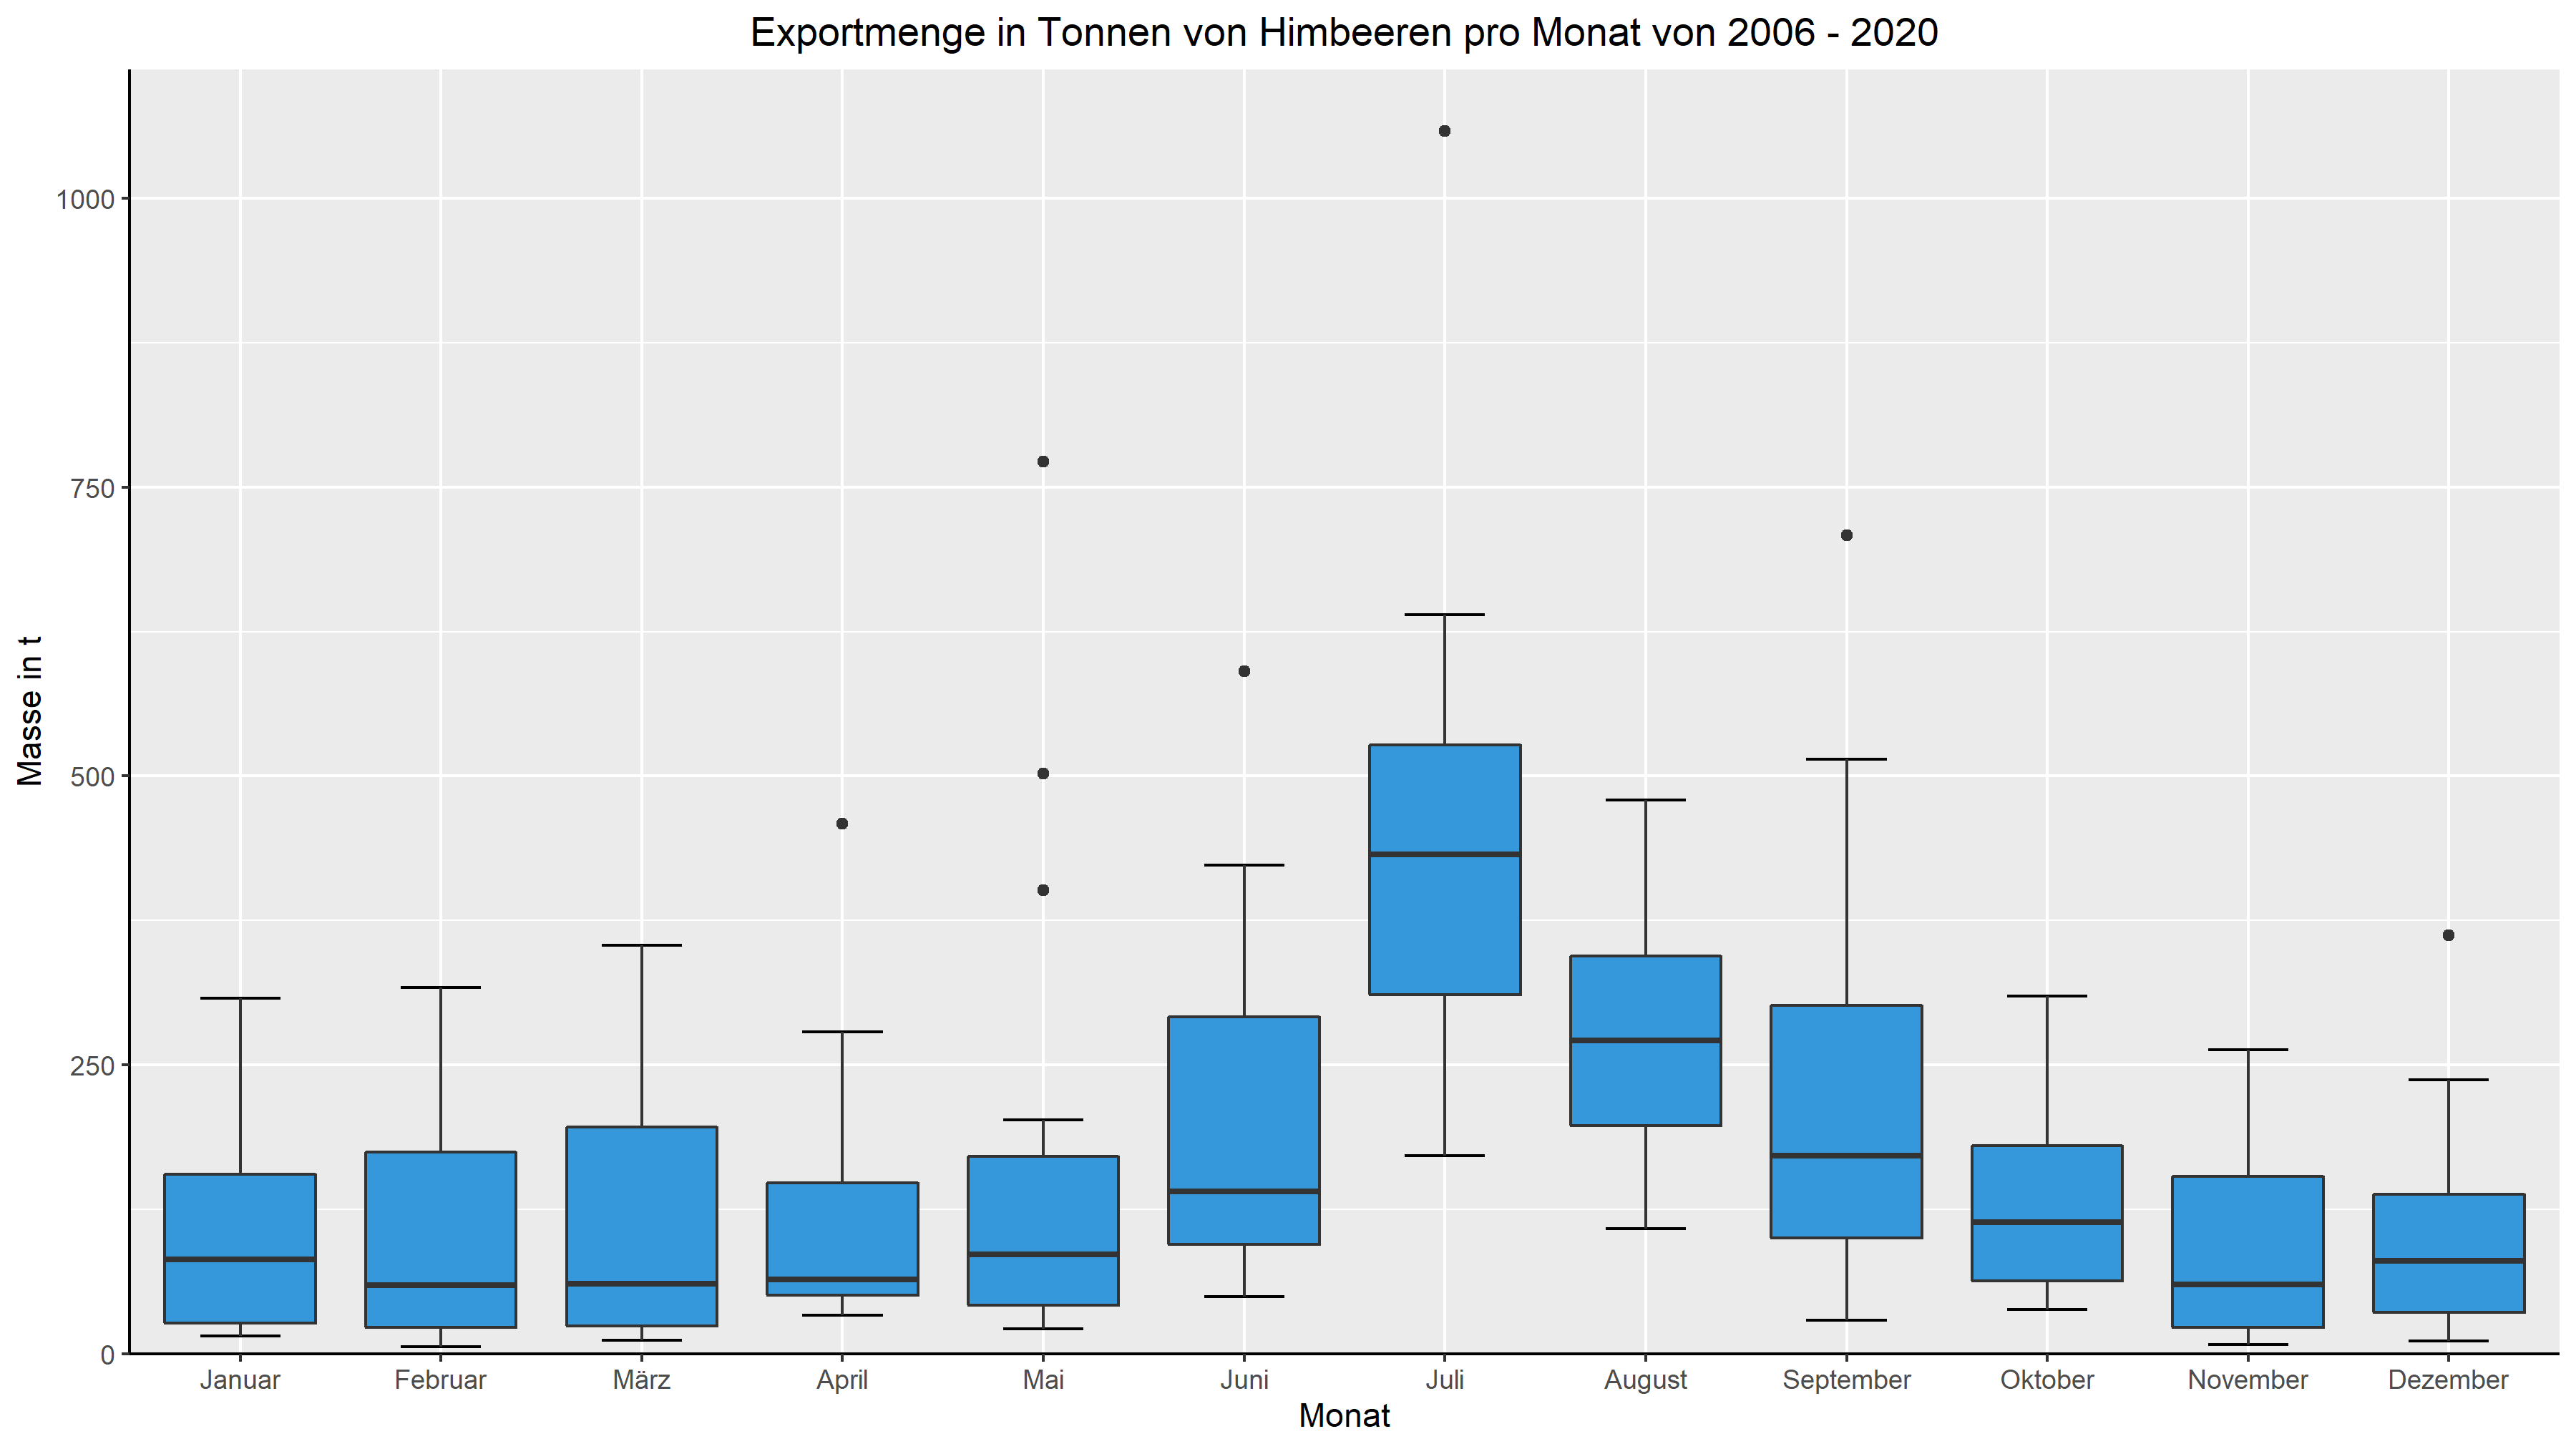 Exportmenge in Tonnen von Himbeeren pro Monat von 2006 - 2020
Masse in t
1000
750
500
250
0
Januar Februar März April Mai Juni Juli August September Oktober November Dezember
Monat